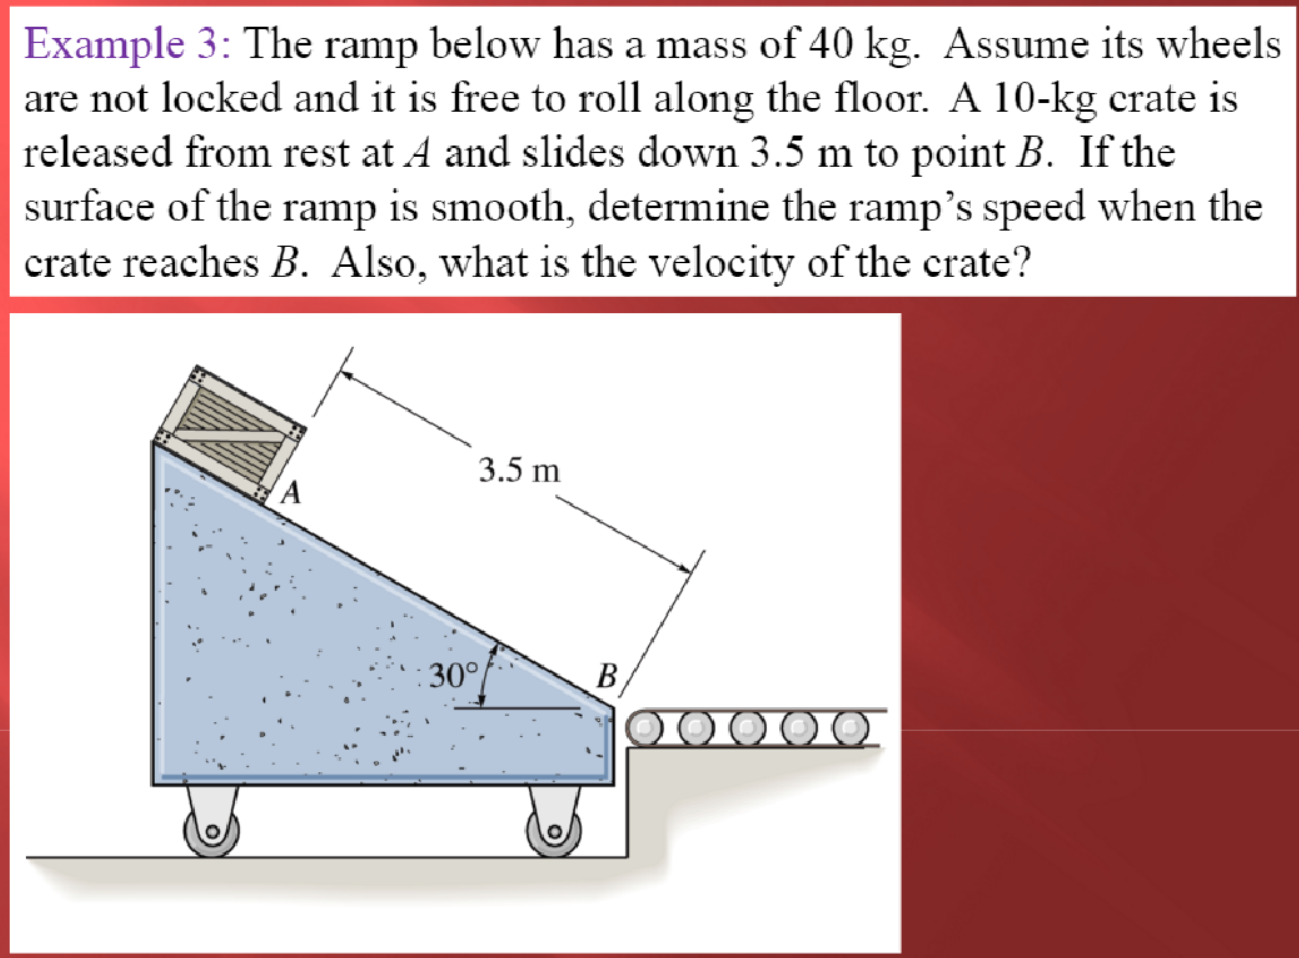 Example 3: The ramp below has a mass of 40 kg. Assume its wheels
are not locked and it is free to roll along the floor. A 10-kg crate is
released from rest at A and slides down 3.5 m to point B. If the
surface of the ramp is smooth, determine the ramp's speed when the
crate reaches B. Also, what is the velocity of the crate?
3.5 m
A
30°
B